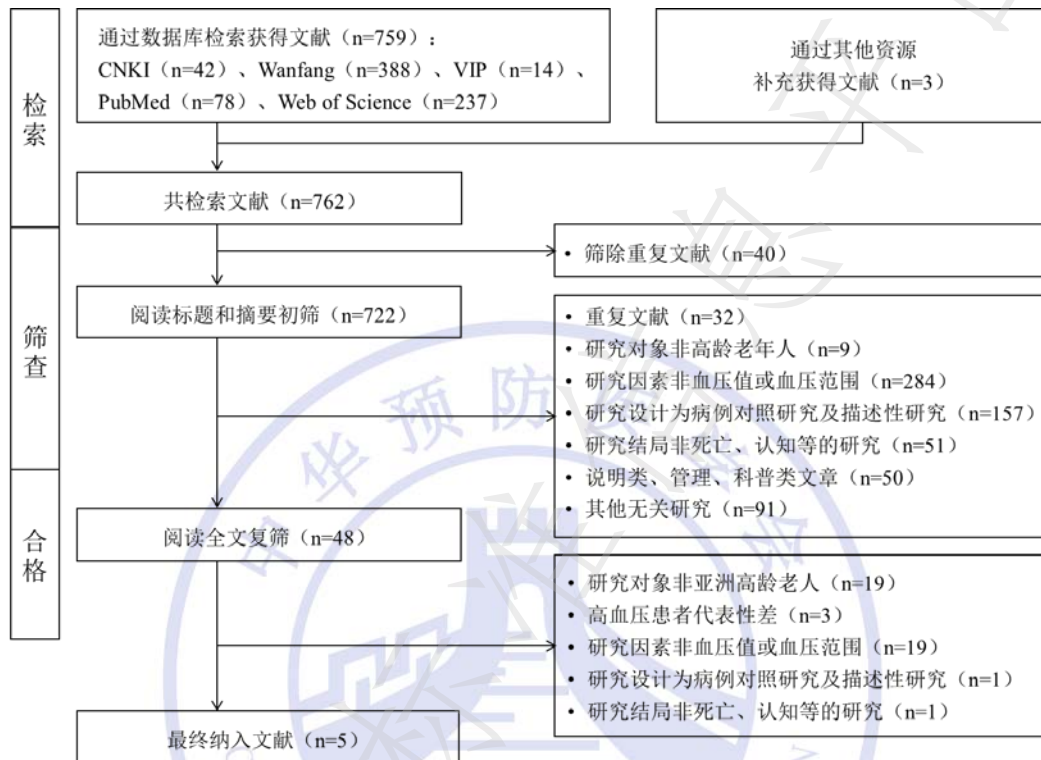 检索
通过数据库检索获得文献（n=759）：
CNKI（n=42）、Wanfang（n=388）、VIP（n=14）、
PubMed（n=78）、Web of Science（n=237）
通过其他资源
补充获得文献（n=3）
共检索文献（n=762）
筛查
• 筛除重复文献（n=40）
阅读标题和摘要初筛（n=722）
• 重复文献（n=32）
• 研究对象非高龄老年人（n=9）
• 研究因素非血压值或血压范围（n=284）
• 研究设计为病例对照研究及描述性研究（n=157）
• 研究结局非死亡、认知等的研究（n=51）
• 说明类、管理、科普类文章（n=50）
• 其他无关研究（n=91）
合格
阅读全文复筛（n=48）
• 研究对象非亚洲高龄老人（n=19）
• 高血压患者代表性差（n=3）
• 研究因素非血压值或血压范围（n=19）
• 研究设计为病例对照研究及描述性研究（n=1）
• 研究结局非死亡、认知等的研究（n=1）
最终纳入文献（n=5）
中华预防
会